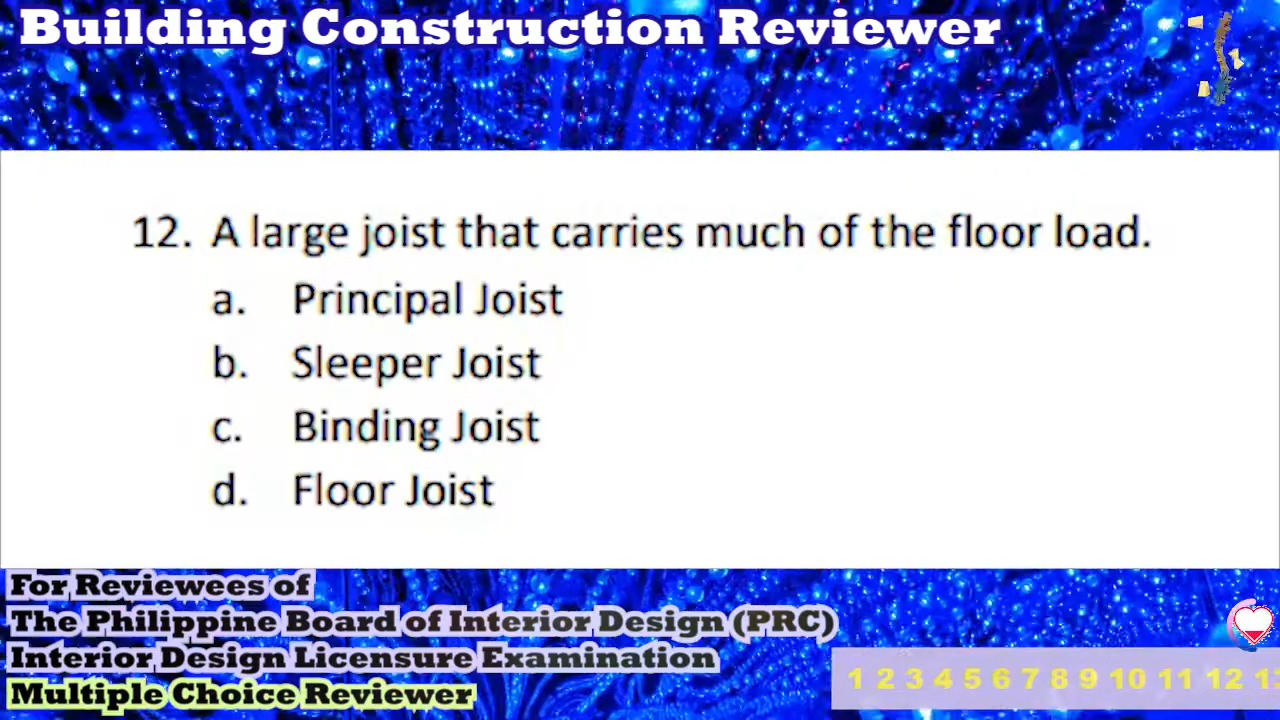 Building Construction Reviewer
12. A large joist that carries much of the floor load.
a. Principal Joist
b. Sleeper Joist
c. Binding Joist
d. Floor Joist
For Reviewees of
The Philippine Board of Interior Design (PRC)
Interior Design Licensure Examination
Multiple Choice Reviewer
1 2 3 4 5 6 7 8 9 10 11 12